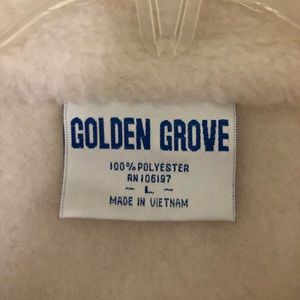 GOLDEN GROVE
100% POLYESTER
RN 106197
- L -
MADE IN VIETNAM